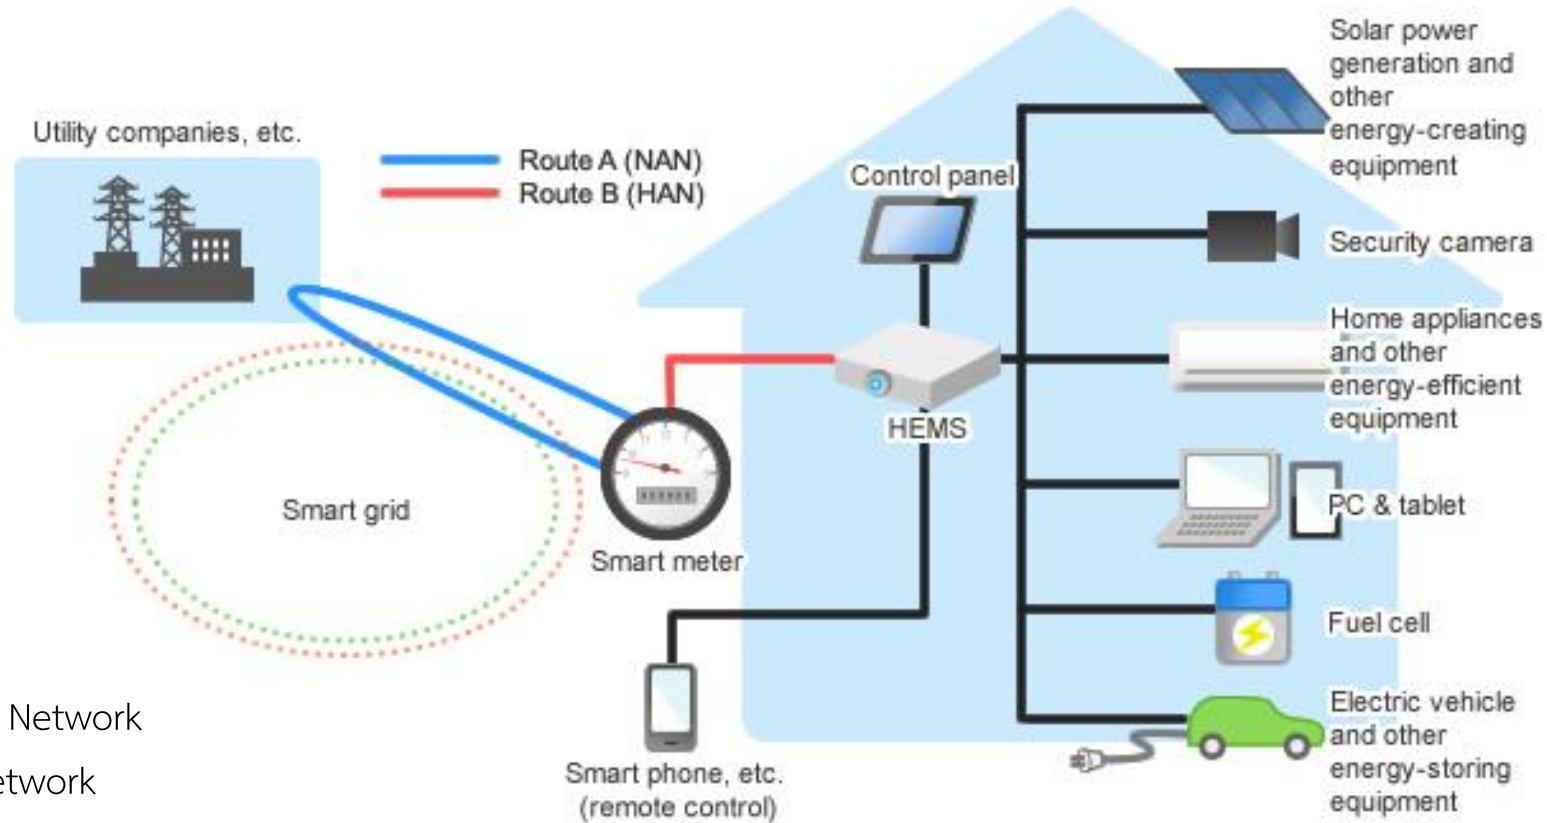 Utility companies, etc.
Route A (NAN)
Route B (HAN)
Smart grid
Smart meter
Control panel
HEMS
Smart phone, etc.
(remote control)
Solar power
generation and
other
energy-creating
equipment
Security camera
Home appliances
and other
energy-efficient
equipment
PC & tablet
Fuel cell
Electric vehicle
and other
energy-storing
equipment
Network
etwork